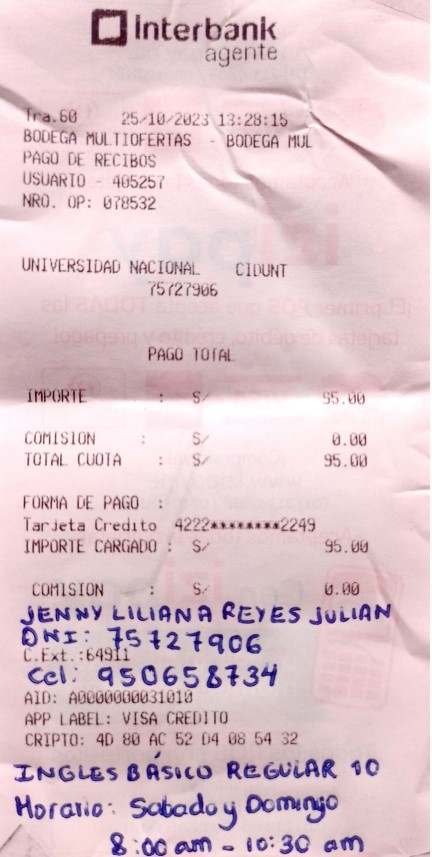 Interbank
agente
Tra.60 25/10/2023 13:28:15
BODEGA MULTIOFERTAS - BODEGA MUL
PAGO DE RECIBOS
USUARIO - 405257
NRO. OP: 078532
UNIVERSIDAD NACIONAL CIDUNT
75727906
PAGO TOTAL
IMPORTE : S/ 95.00
COMISION : S/ 0.00
TOTAL CUOTA : S/ 95.00
FORMA DE PAGO :
Tarjeta Credito 4222********2249
IMPORTE CARGADO : S/ 95.00
COMISION : S/ 0.00
JENNY LILIANA REYES JULIAN
DNI: 75727906
C.Ext.:64911
Cel: 950658734
AID: A0000000031010
APP LABEL: VISA CREDITO
CRIPTO: 4D 80 AC 52 D4 08 54 32
INGLES BÁSICO REGULAR 10
Horario: Sabado y Domingo
8:00 am - 10:30 am